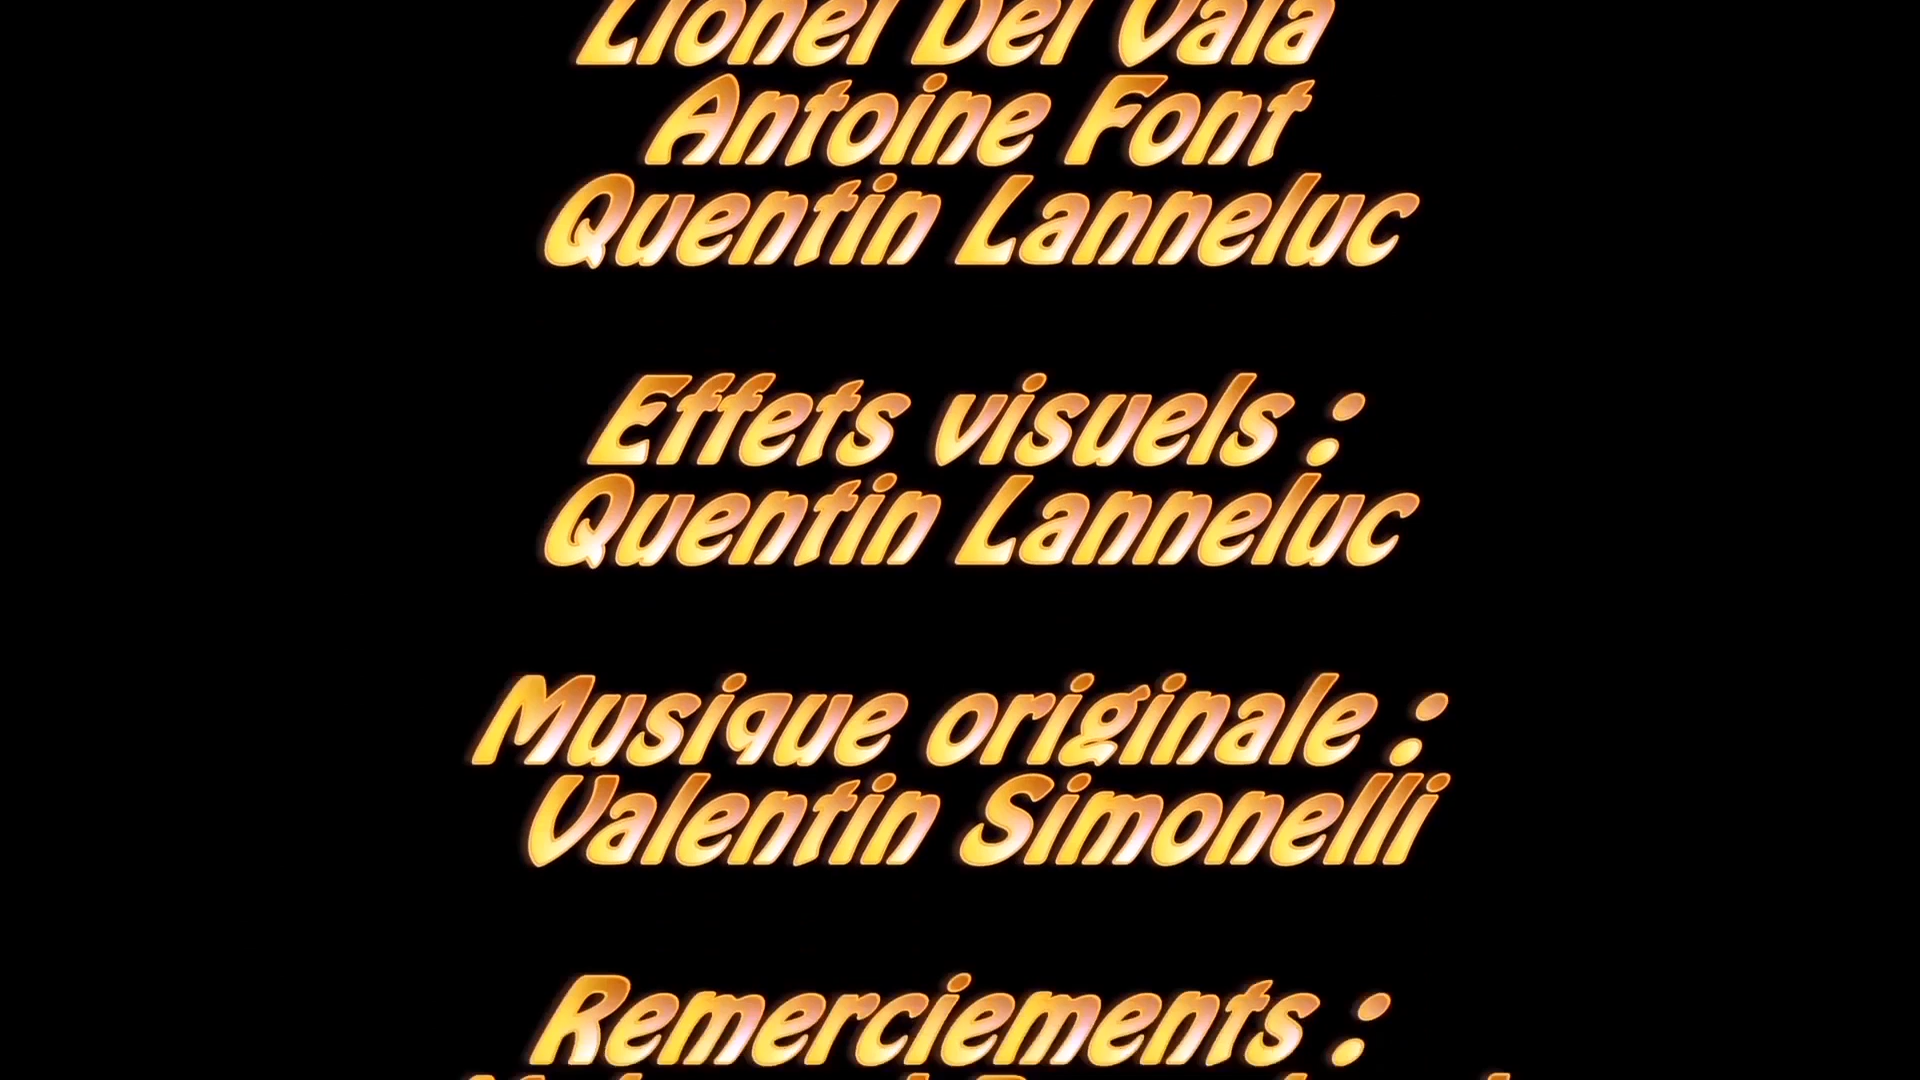 Lionel Del Vala
Antoine Font
Quentin Lanneluc
Effets visuels :
Quentin Lanneluc
Musique originale :
Valentin Simonelli
Remerciements :